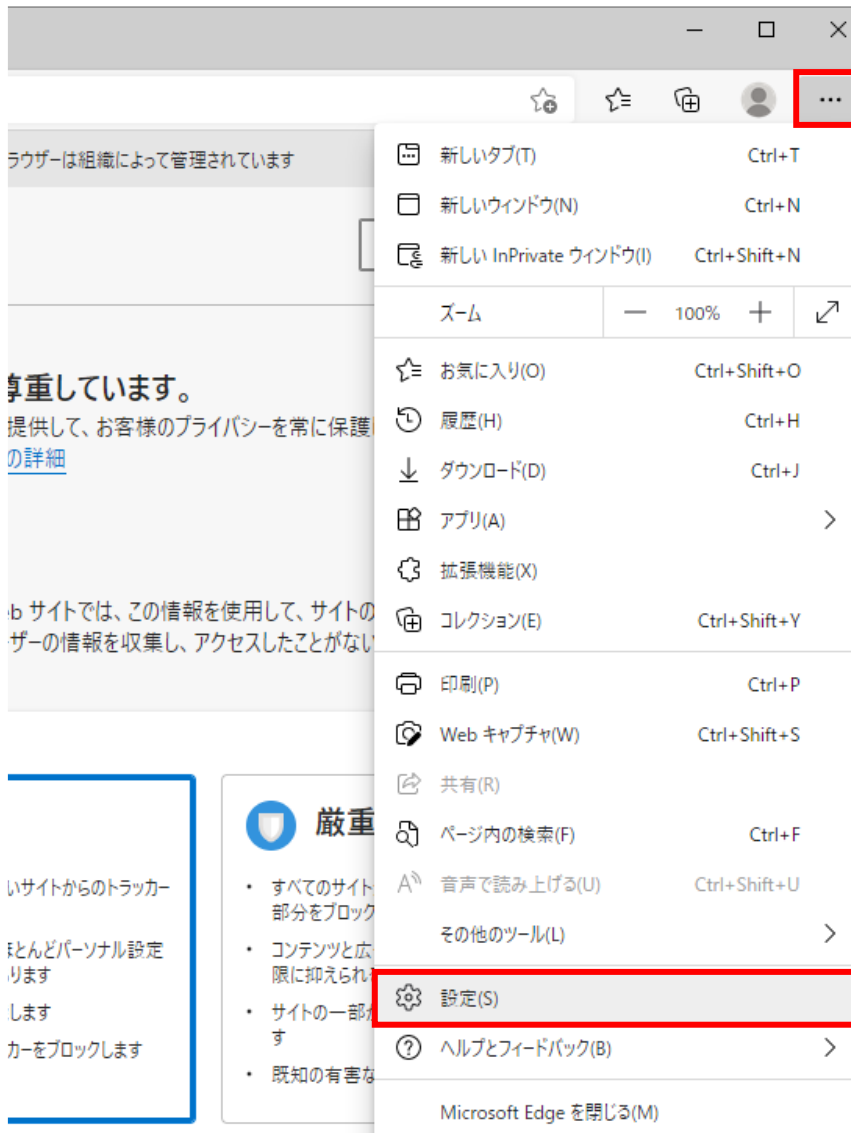 ラウザーは組織によって管理されています
尊重しています。
提供して、お客様のプライバシーを常に保護
の詳細
eb サイトでは、この情報を使用して、サイトの
ザーの情報を収集し、アクセスしたことがない
いサイトからのトラッカー
ほとんどパーソナル設定
ります
します
カーをブロックします
厳重
• すべてのサイト
部分をブロック
• コンテンツと広
限に抑えられ
• サイトの一部が
す
• 既知の有害な
新しいタブ(T) Ctrl+T
新しいウィンドウ(N) Ctrl+N
新しい InPrivate ウィンドウ(I) Ctrl+Shift+N
ズーム 100%
お気に入り(O) Ctrl+Shift+O
履歴(H) Ctrl+H
ダウンロード(D) Ctrl+J
アプリ(A)
拡張機能(X)
コレクション(E) Ctrl+Shift+Y
印刷(P) Ctrl+P
Web キャプチャ(W) Ctrl+Shift+S
共有(R)
ページ内の検索(F) Ctrl+F
音声で読み上げる(U) Ctrl+Shift+U
その他のツール(L)
設定(S)
ヘルプとフィードバック(B)
Microsoft Edge を閉じる(M)